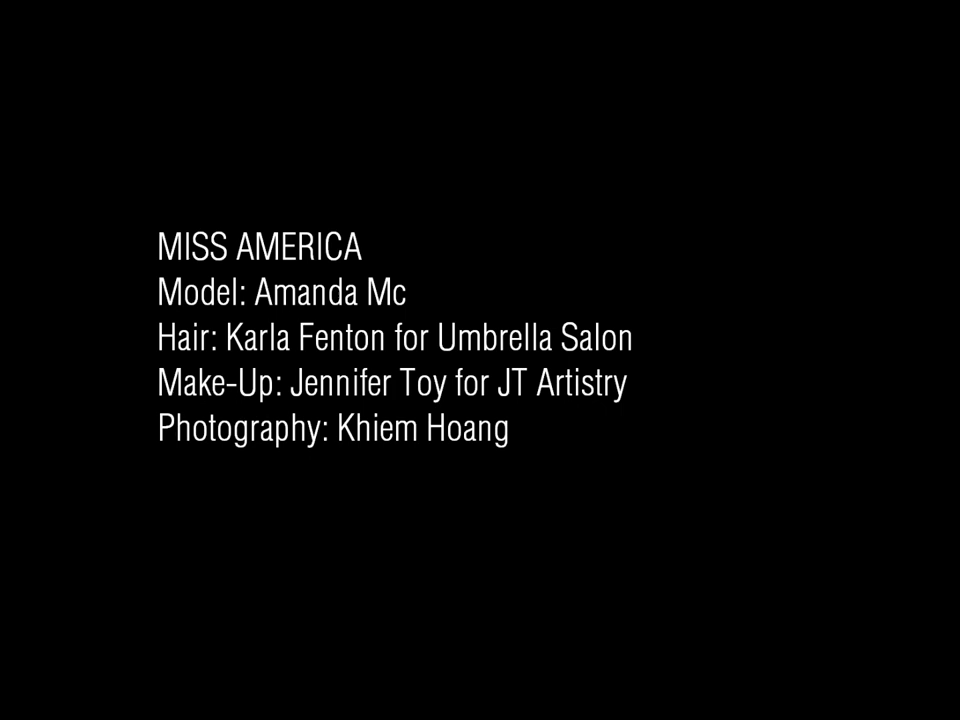 MISS AMERICA
Model: Amanda Mc
Hair: Karla Fenton for Umbrella Salon
Make-Up: Jennifer Toy for JT Artistry
Photography: Khiem Hoang